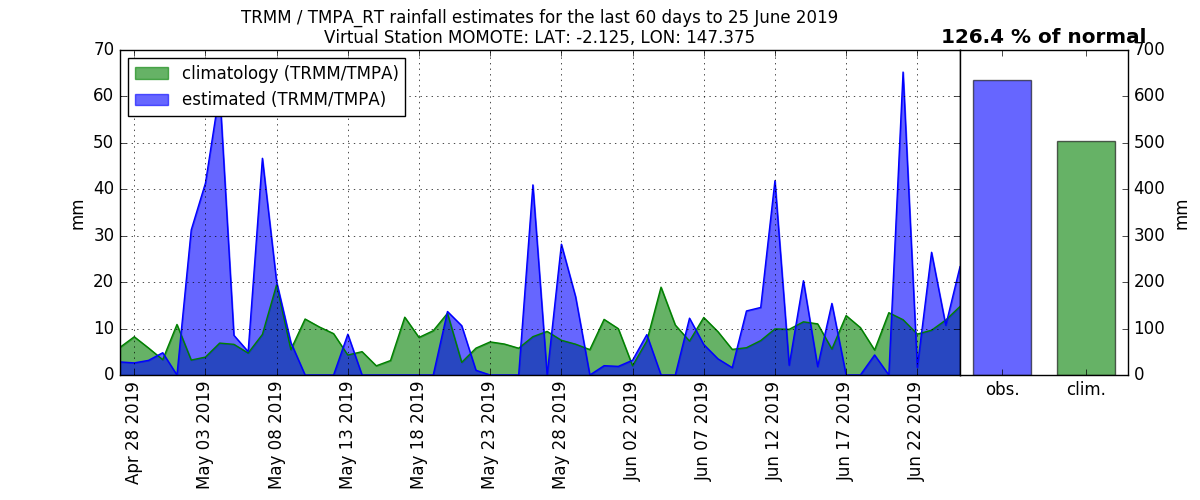 TRMM / TMPA_RT rainfall estimates for the last 60 days to 25 June 2019
Virtual Station MOMOTE: LAT: -2.125, LON: 147.375
126.4 % of normal
climatology (TRMM/TMPA)
estimated (TRMM/TMPA)
70
60
50
40
30
20
10
0
mm
Apr 28 2019
May 03 2019
May 08 2019
May 13 2019
May 18 2019
May 23 2019
May 28 2019
Jun 02 2019
Jun 07 2019
Jun 12 2019
Jun 17 2019
Jun 22 2019
obs.
clim.
700
600
500
400
300
200
100
0
mm